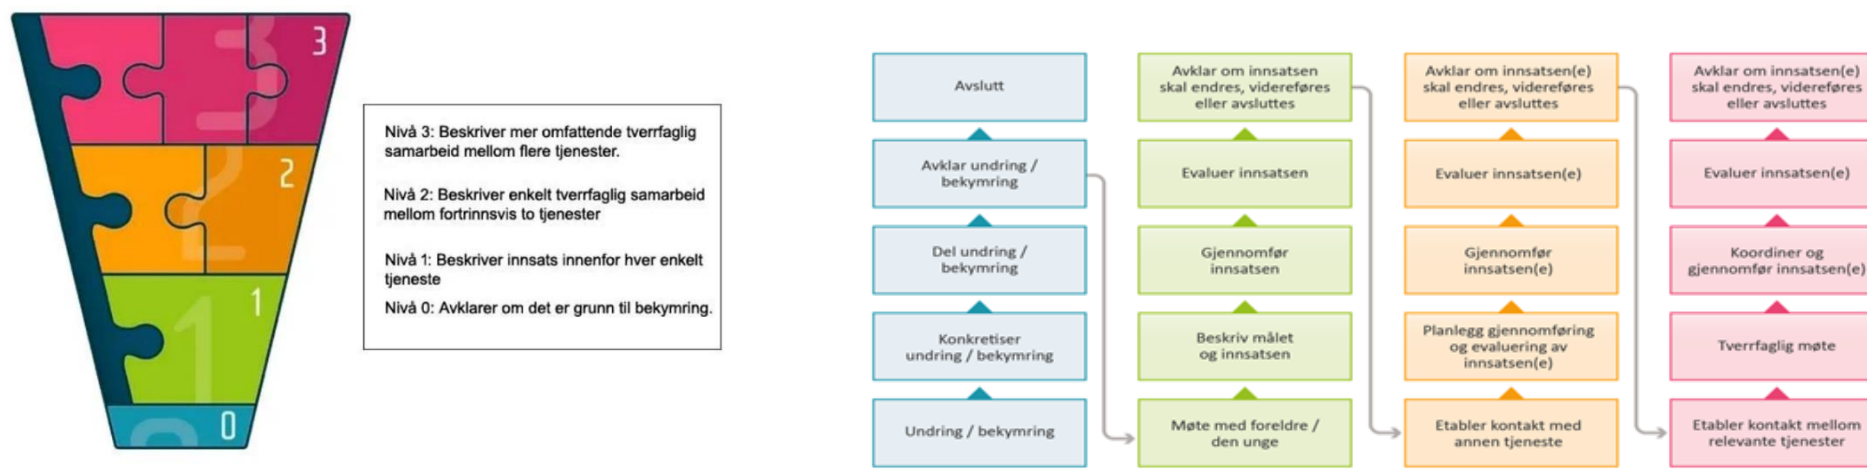 3
2
1
0
Nivå 3: Beskriver mer omfattende tverrfaglig
samarbeid mellom flere tjenester.
Nivå 2: Beskriver enkelt tverrfaglig samarbeid
mellom fortrinnsvis to tjenester
Nivå 1: Beskriver innsats innenfor hver enkelt
tjeneste
Nivå 0: Avklarer om det er grunn til bekymring.
Avslutt
Avklar undring /
bekymring
Del undring /
bekymring
Konkretiser
undring / bekymring
Undring / bekymring
Avklar om innsatsen
skal endres, videreføres
eller avsluttes
Evaluer innsatsen
Gjennomfør
innsatsen
Beskriv målet
og innsatsen
Møte med foreldre /
den unge
Avklar om innsatsen(e)
skal endres, videreføres
eller avsluttes
Evaluer innsatsen(e)
Gjennomfør
innsatsen(e)
Planlegg gjennomføring
og evaluering av
innsatsen(e)
Etabler kontakt med
annen tjeneste
Avklar om innsatsen(e)
skal endres, videreføres
eller avsluttes
Evaluer innsatsen(e)
Koordiner og
gjennomfør innsatsen(e)
Tverrfaglig møte
Etabler kontakt mellom
relevante tjenester